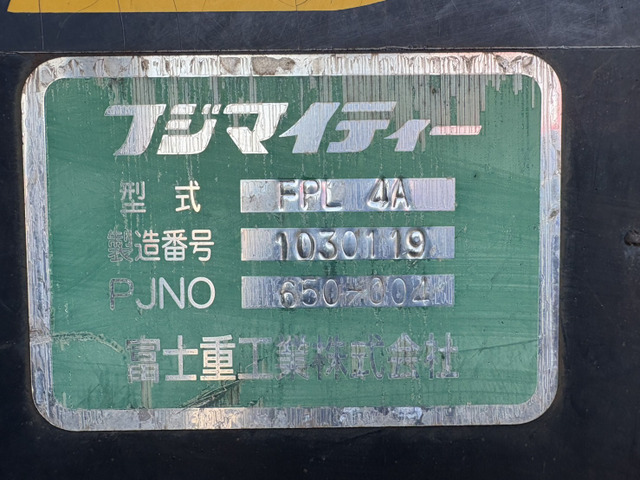 フジマイティー
型式 FPL 4A
製造番号 1030119
PJNO 650-004
富士重工業株式会社